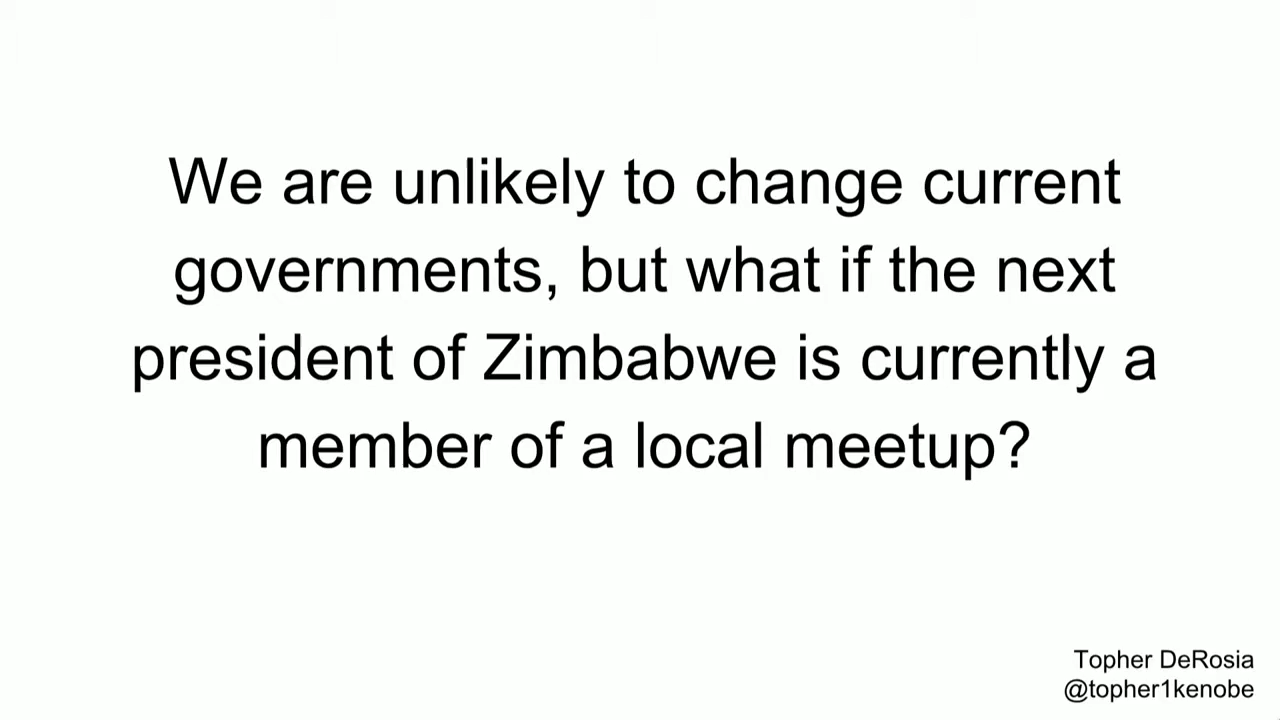 We are unlikely to change current
governments, but what if the next
president of Zimbabwe is currently a
member of a local meetup?
Topher DeRosia
@topher1kenobe